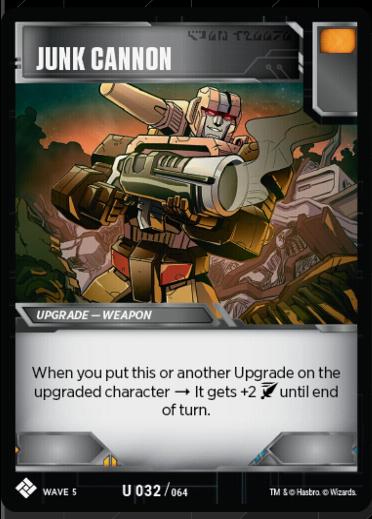 JUNK CANNON
UPGRADE — WEAPON
When you put this or another Upgrade on the
upgraded character → It gets +2 until end
of turn.
WAVE 5
U 032/064
TM & © Hasbro. © Wizards.